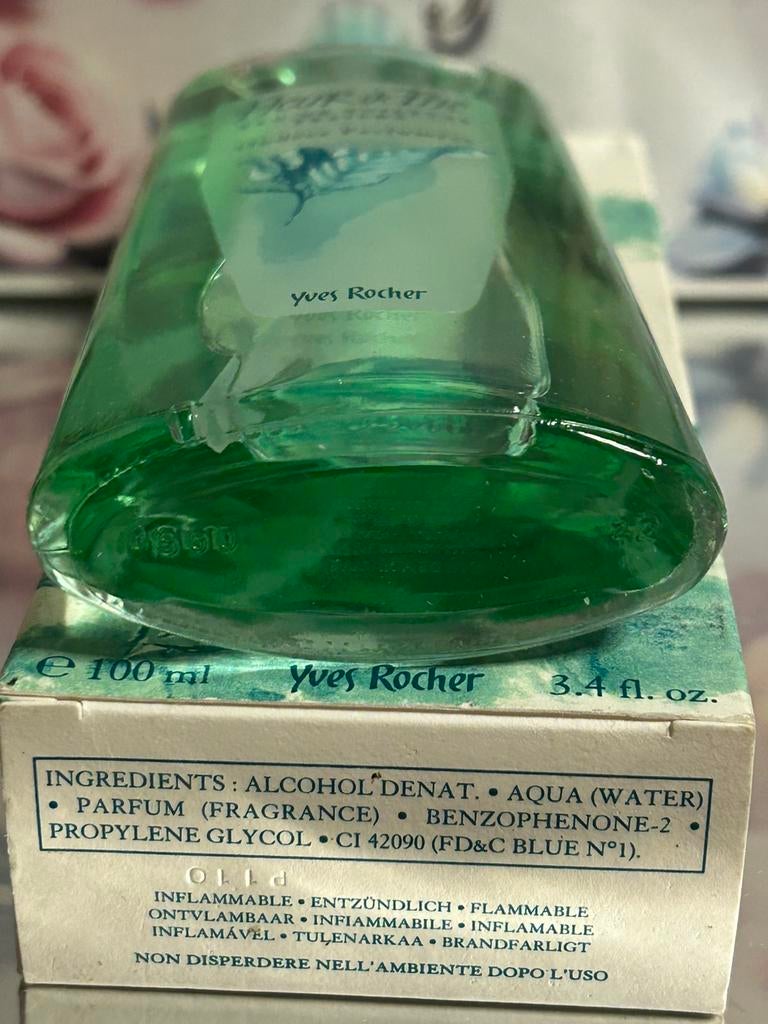 Yves Rocher
e 100 ml Yves Rocher 3.4 fl. oz.
INGREDIENTS : ALCOHOL DENAT. • AQUA (WATER)
• PARFUM (FRAGRANCE) • BENZOPHENONE-2 •
PROPYLENE GLYCOL • CI 42090 (FD&C BLUE N°1).
INFLAMMABLE • ENTZÜNDLICH • FLAMMABLE
ONTVLAMBAAR • INFIAMMABILE • INFLAMABLE
INFLAMÁVEL • TULENARKAA • BRANDFARLIGT
NON DISPERDERE NELL'AMBIENTE DOPO L'USO